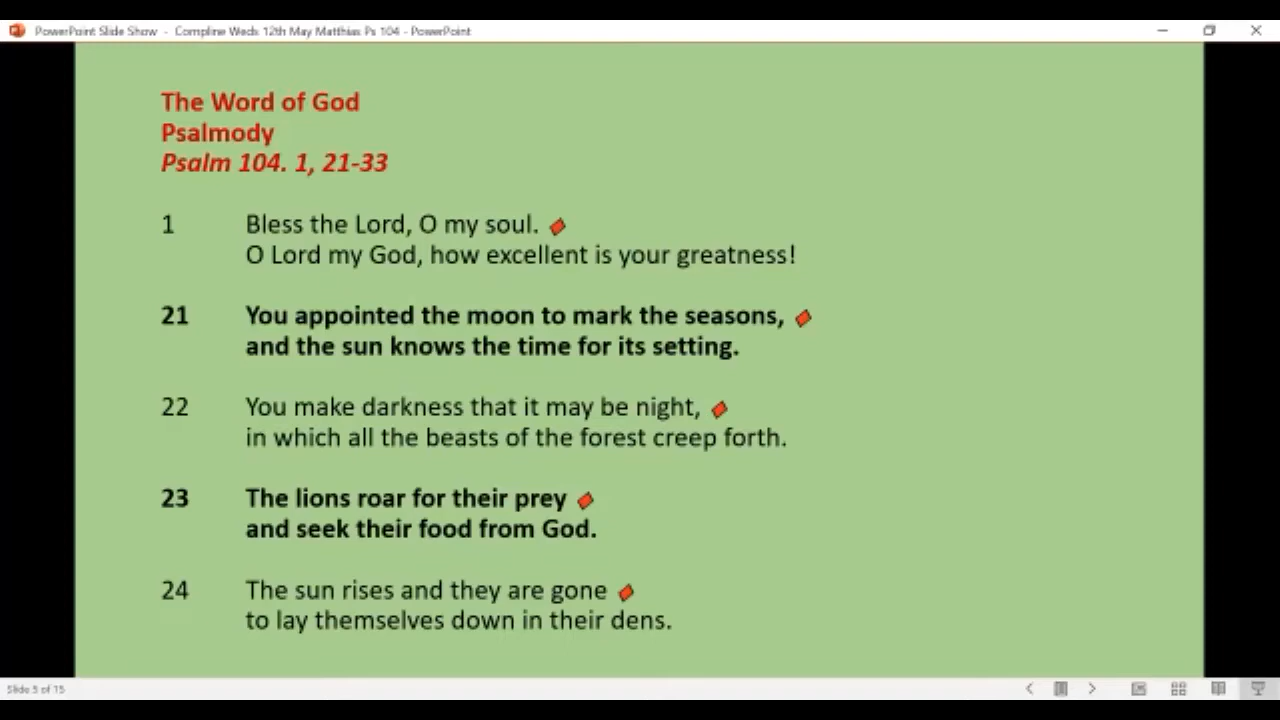 PowerPoint Slide Show - Compline Weds 12th May Matthias Ps 104 - PowerPoint
The Word of God
Psalmody
Psalm 104. 1, 21-33
1 Bless the Lord, O my soul.
O Lord my God, how excellent is your greatness!
21 You appointed the moon to mark the seasons,
and the sun knows the time for its setting.
22 You make darkness that it may be night,
in which all the beasts of the forest creep forth.
23 The lions roar for their prey
and seek their food from God.
24 The sun rises and they are gone
to lay themselves down in their dens.
Slide 5 of 15